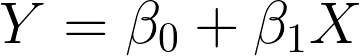 Y = β₀ + β₁X